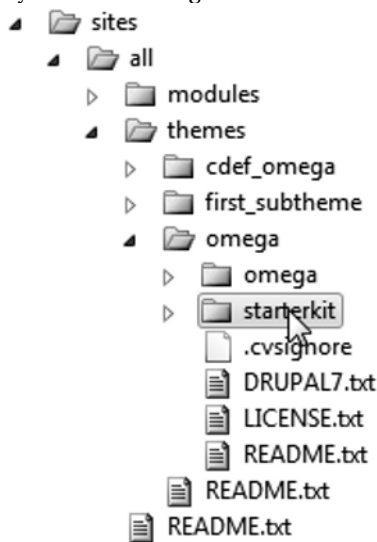 sites
all
modules
themes
cdef_omega
first_subtheme
omega
omega
starterkit
.cvsignore
DRUPAL7.txt
LICENSE.txt
README.txt
README.txt
README.txt